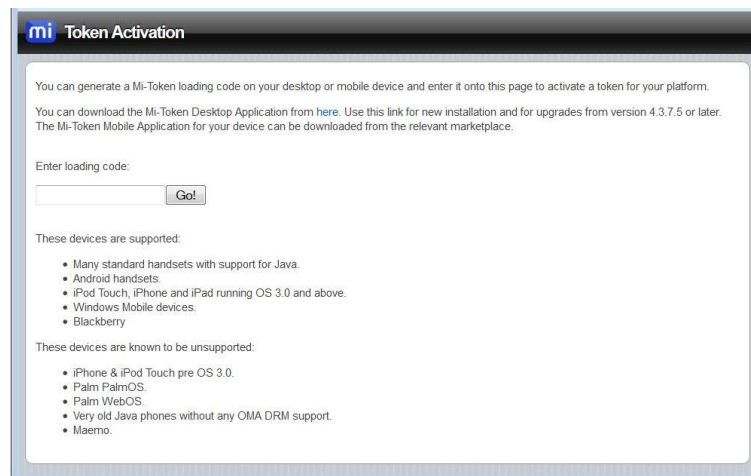 mi Token Activation
You can generate a Mi-Token loading code on your desktop or mobile device and enter it onto this page to activate a token for your platform.
You can download the Mi-Token Desktop Application from here. Use this link for new installation and for upgrades from version 4.3.7.5 or later.
The Mi-Token Mobile Application for your device can be downloaded from the relevant marketplace.
Enter loading code:
Go!
These devices are supported:
• Many standard handsets with support for Java.
• Android handsets.
• iPod Touch, iPhone and iPad running OS 3.0 and above.
• Windows Mobile devices.
• Blackberry
These devices are known to be unsupported:
• iPhone & iPod Touch pre OS 3.0.
• Palm PalmOS.
• Palm WebOS.
• Very old Java phones without any OMA DRM support.
• Maemo.